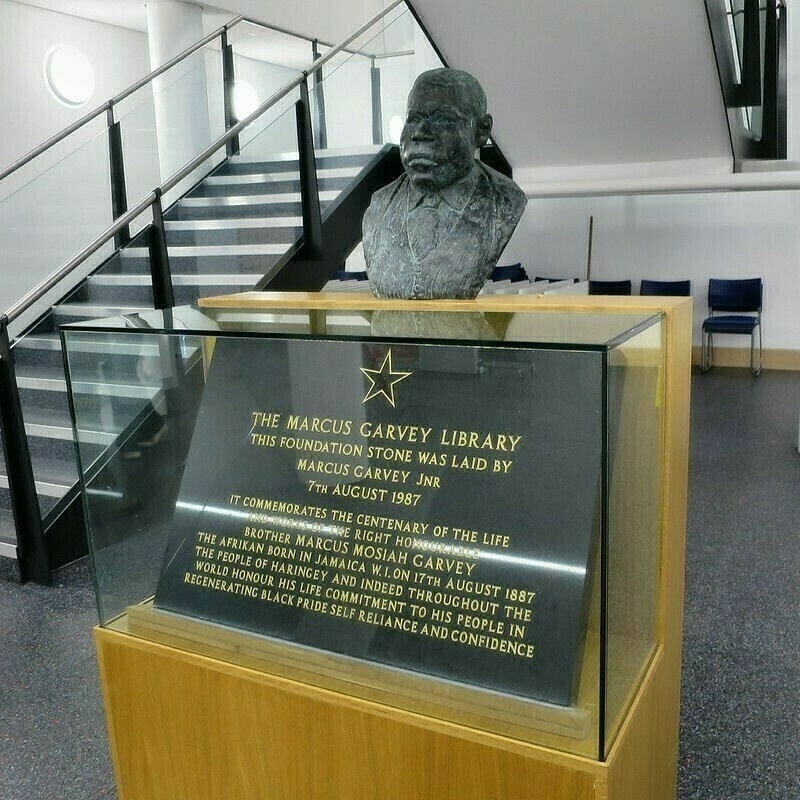 THE MARCUS GARVEY LIBRARY
THIS FOUNDATION STONE WAS LAID BY
MARCUS GARVEY JNR
7TH AUGUST 1987
IT COMMEMORATES THE CENTENARY OF THE LIFE
AND WORKS OF THE RIGHT HONOURABLE
BROTHER MARCUS MOSIAH GARVEY
THE AFRIKAN BORN IN JAMAICA W.I. ON 17TH AUGUST 1887
THE PEOPLE OF HARINGEY AND INDEED THROUGHOUT THE
WORLD HONOUR HIS LIFE COMMITMENT TO HIS PEOPLE IN
REGENERATING BLACK PRIDE SELF RELIANCE AND CONFIDENCE